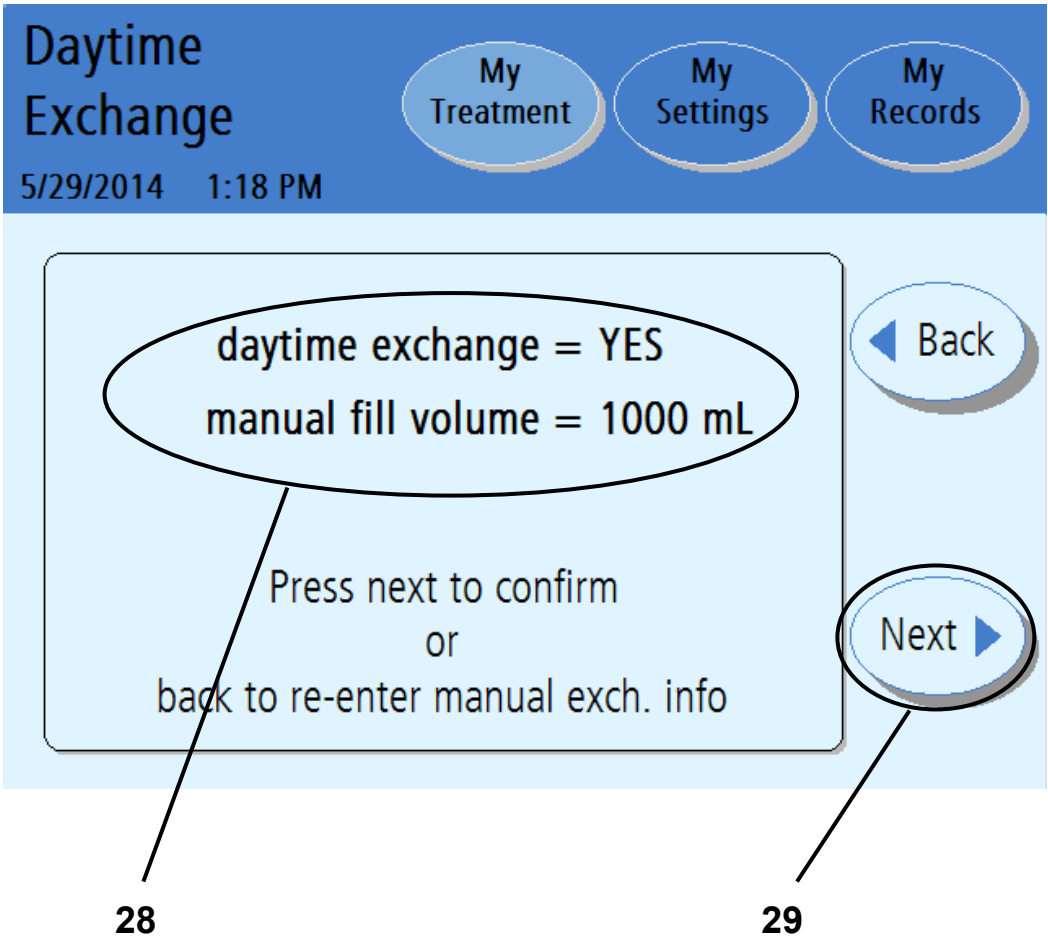 Daytime
Exchange
5/29/2014 1:18 PM
My
Treatment
My
Settings
My
Records
daytime exchange = YES
manual fill volume = 1000 mL
Back
Press next to confirm
or
back to re-enter manual exch. info
Next
28
29